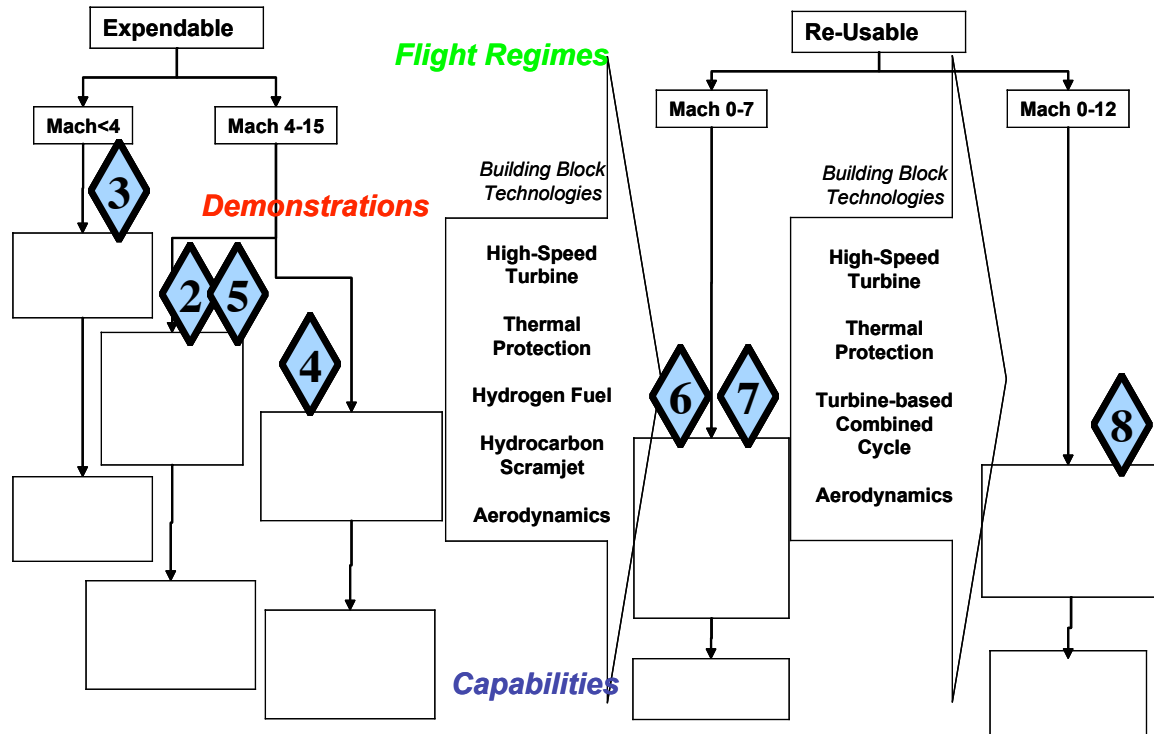 Expendable
Re-Usable
Flight Regimes
Mach<4
Mach 4-15
Mach 0-7
Mach 0-12
3
Demonstrations
2
5
4
Building Block
Technologies
High-Speed
Turbine
Thermal
Protection
Hydrogen Fuel
Hydrocarbon
Scramjet
Aerodynamics
6
7
Building Block
Technologies
High-Speed
Turbine
Thermal
Protection
Turbine-based
Combined
Cycle
Aerodynamics
8
Capabilities